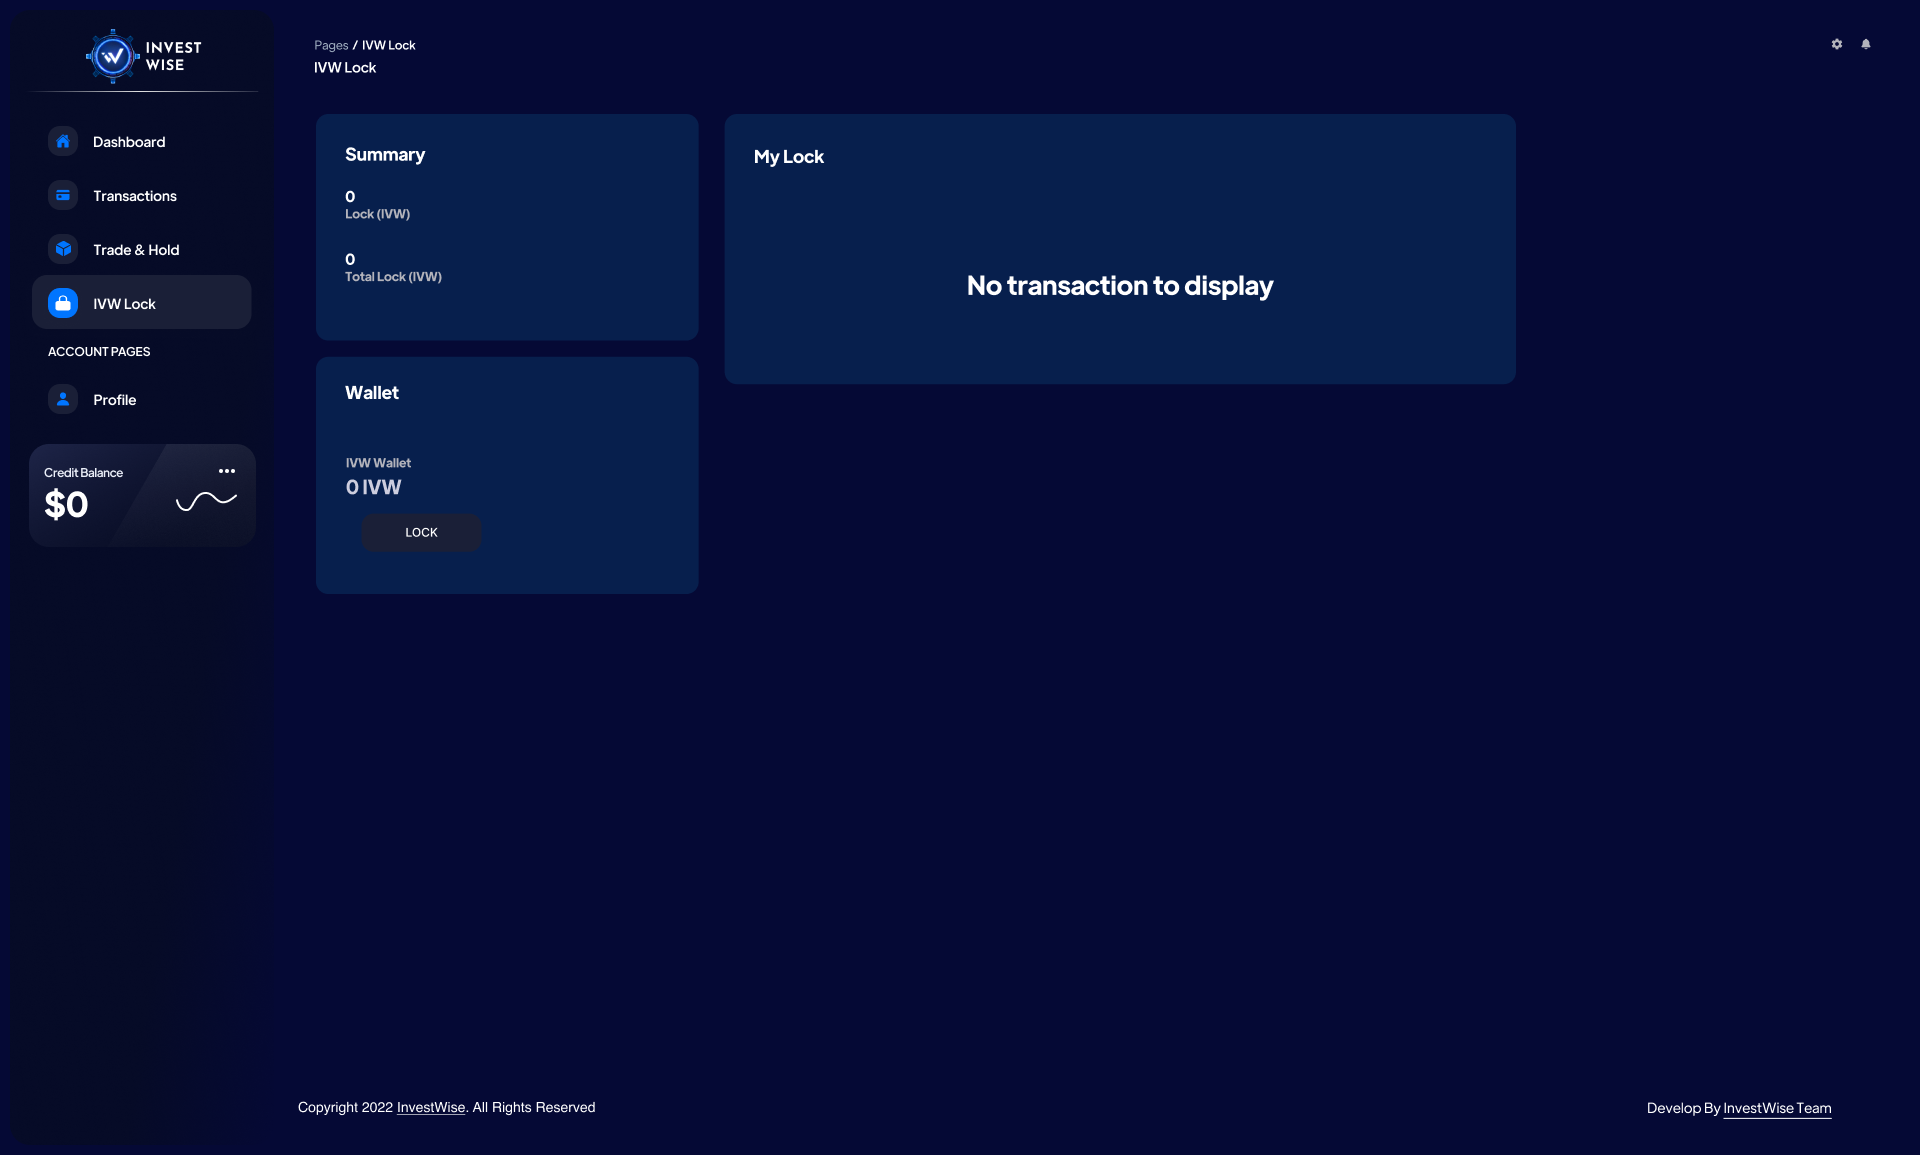 INVEST
WISE
Dashboard
Transactions
Trade & Hold
IVW Lock
ACCOUNT PAGES
Profile
Credit Balance
$0
Pages / IVW Lock
IVW Lock
Summary
0
Lock (IVW)
0
Total Lock (IVW)
My Lock
No transaction to display
Wallet
IVW Wallet
0 IVW
LOCK
Copyright 2022 InvestWise. All Rights Reserved
Develop By InvestWise Team